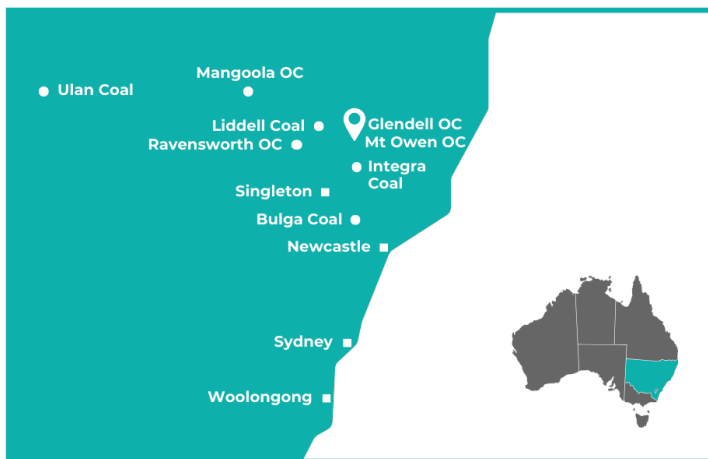 Mangoola OC
Ulan Coal
Liddell Coal
Glendell OC
Mt Owen OC
Ravensworth OC
Integra
Coal
Singleton
Bulga Coal
Newcastle
Sydney
Woolongong